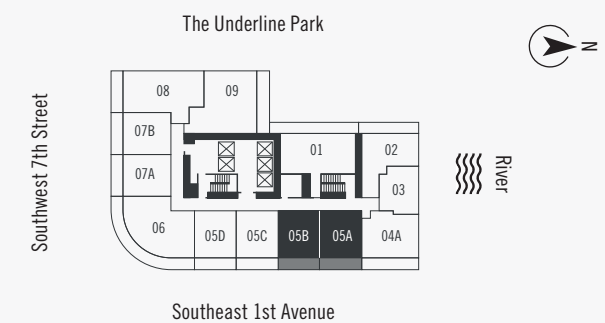 The Underline Park
N
Southwest 7th Street
08
09
07B
01
02
07A
03
River
06
05D
05C
05B
05A
04A
Southeast 1st Avenue